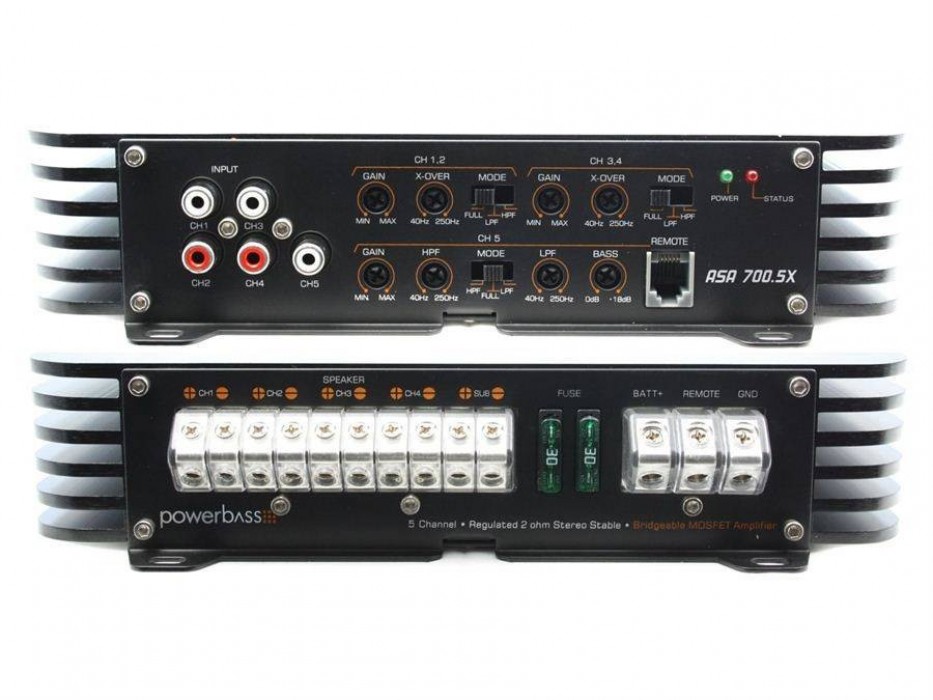 INPUT
CH1
CH3
CH2
CH4
CH5
CH 1,2
GAIN X-OVER MODE
MIN MAX 40Hz 250Hz FULL LPF HPF
CH 3,4
GAIN X-OVER MODE
MIN MAX 40Hz 250Hz FULL LPF HPF
POWER STATUS
CH 5
GAIN HPF MODE LPF BASS
MIN MAX 40Hz 250Hz HPF FULL LPF 40Hz 250Hz 0dB +18dB
REMOTE
ASA 700.5X
SPEAKER
CH1 CH2 CH3 CH4 SUB
FUSE
30 30
BATT+ REMOTE GND
powerbass
5 Channel • Regulated 2 ohm Stereo Stable • Bridgeable MOSFET Amplifier